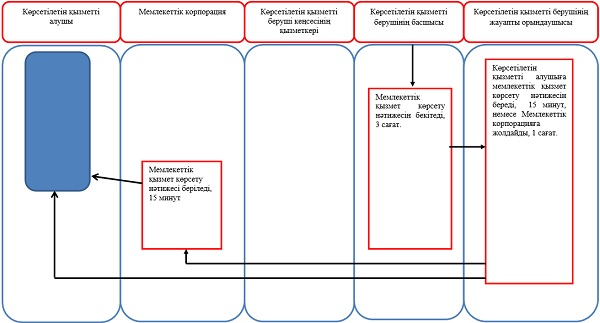 Көрсетілетін қызметті
алушы
Мемлекеттік корпорация
Көрсетілетін қызметті
беруші кеңсесінің
қызметкері
Көрсетілетін қызметті
берушінің басшысы
Көрсетілетін қызметті берушінің
жауапты орындаушысы
Мемлекеттік
қызмет көрсету
нәтижесі беріледі,
15 минут
Мемлекеттік
қызмет көрсету
нәтижесін бекітеді,
3 сағат.
Көрсетілетін
қызметті алушыға
мемлекеттік қызмет
көрсету нәтижесін
береді, 15 минут,
немесе Мемлекеттік
корпорацияға
жолдайды, 1 сағат.